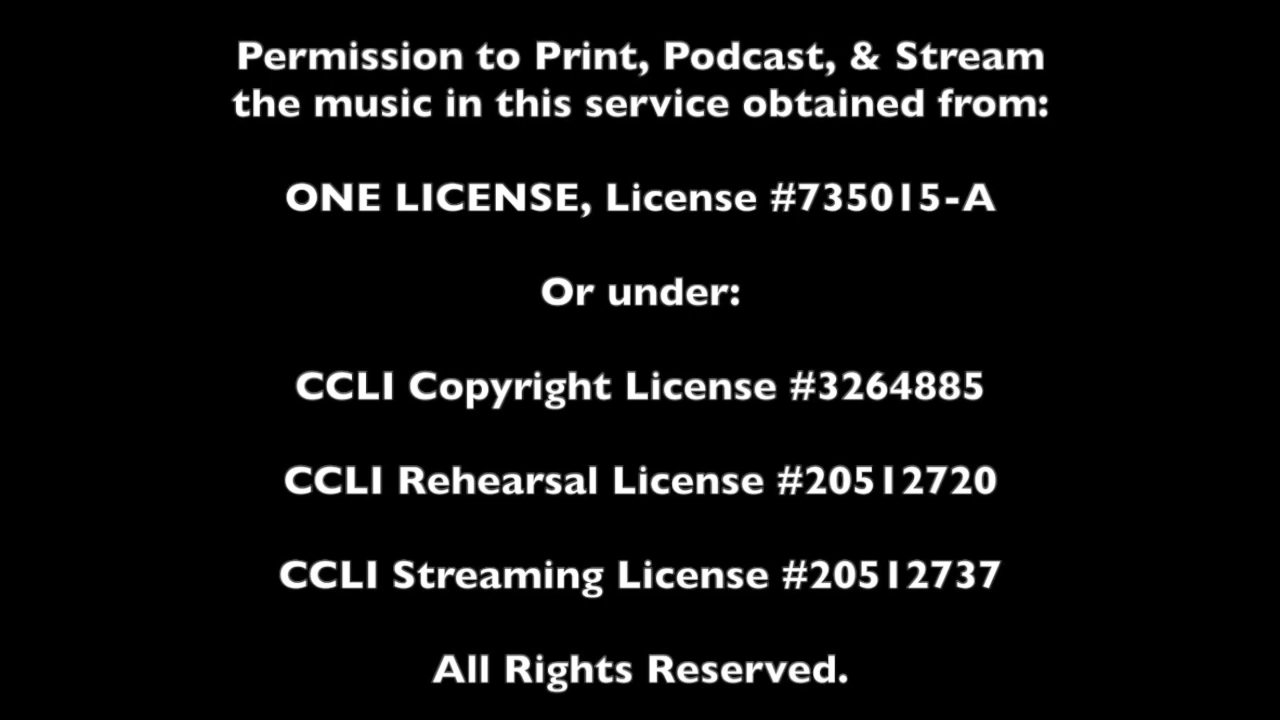 Permission to Print, Podcast, & Stream
the music in this service obtained from:
ONE LICENSE, License #735015-A
Or under:
CCLI Copyright License #3264885
CCLI Rehearsal License #20512720
CCLI Streaming License #20512737
All Rights Reserved.